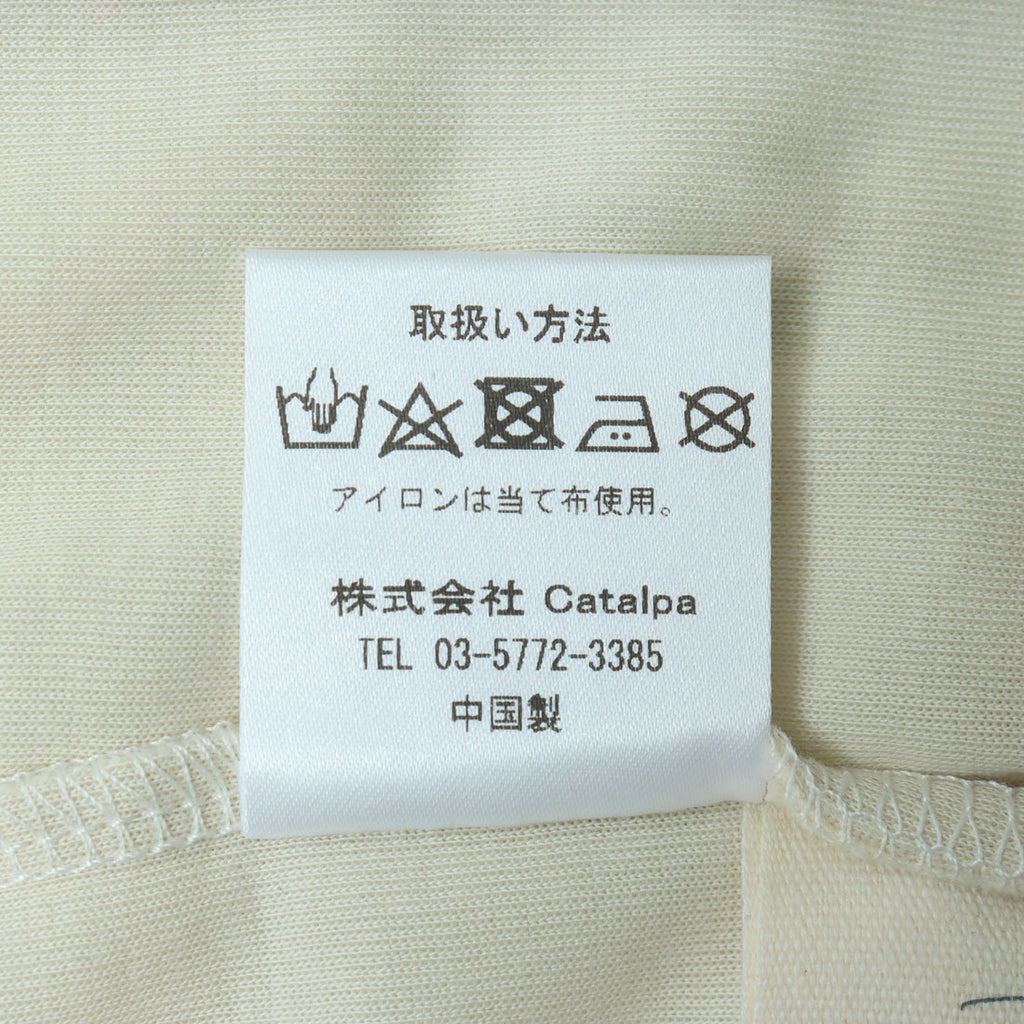 取扱い方法
アイロンは当て布使用。
株式会社 Catalpa
TEL 03-5772-3385
中国製